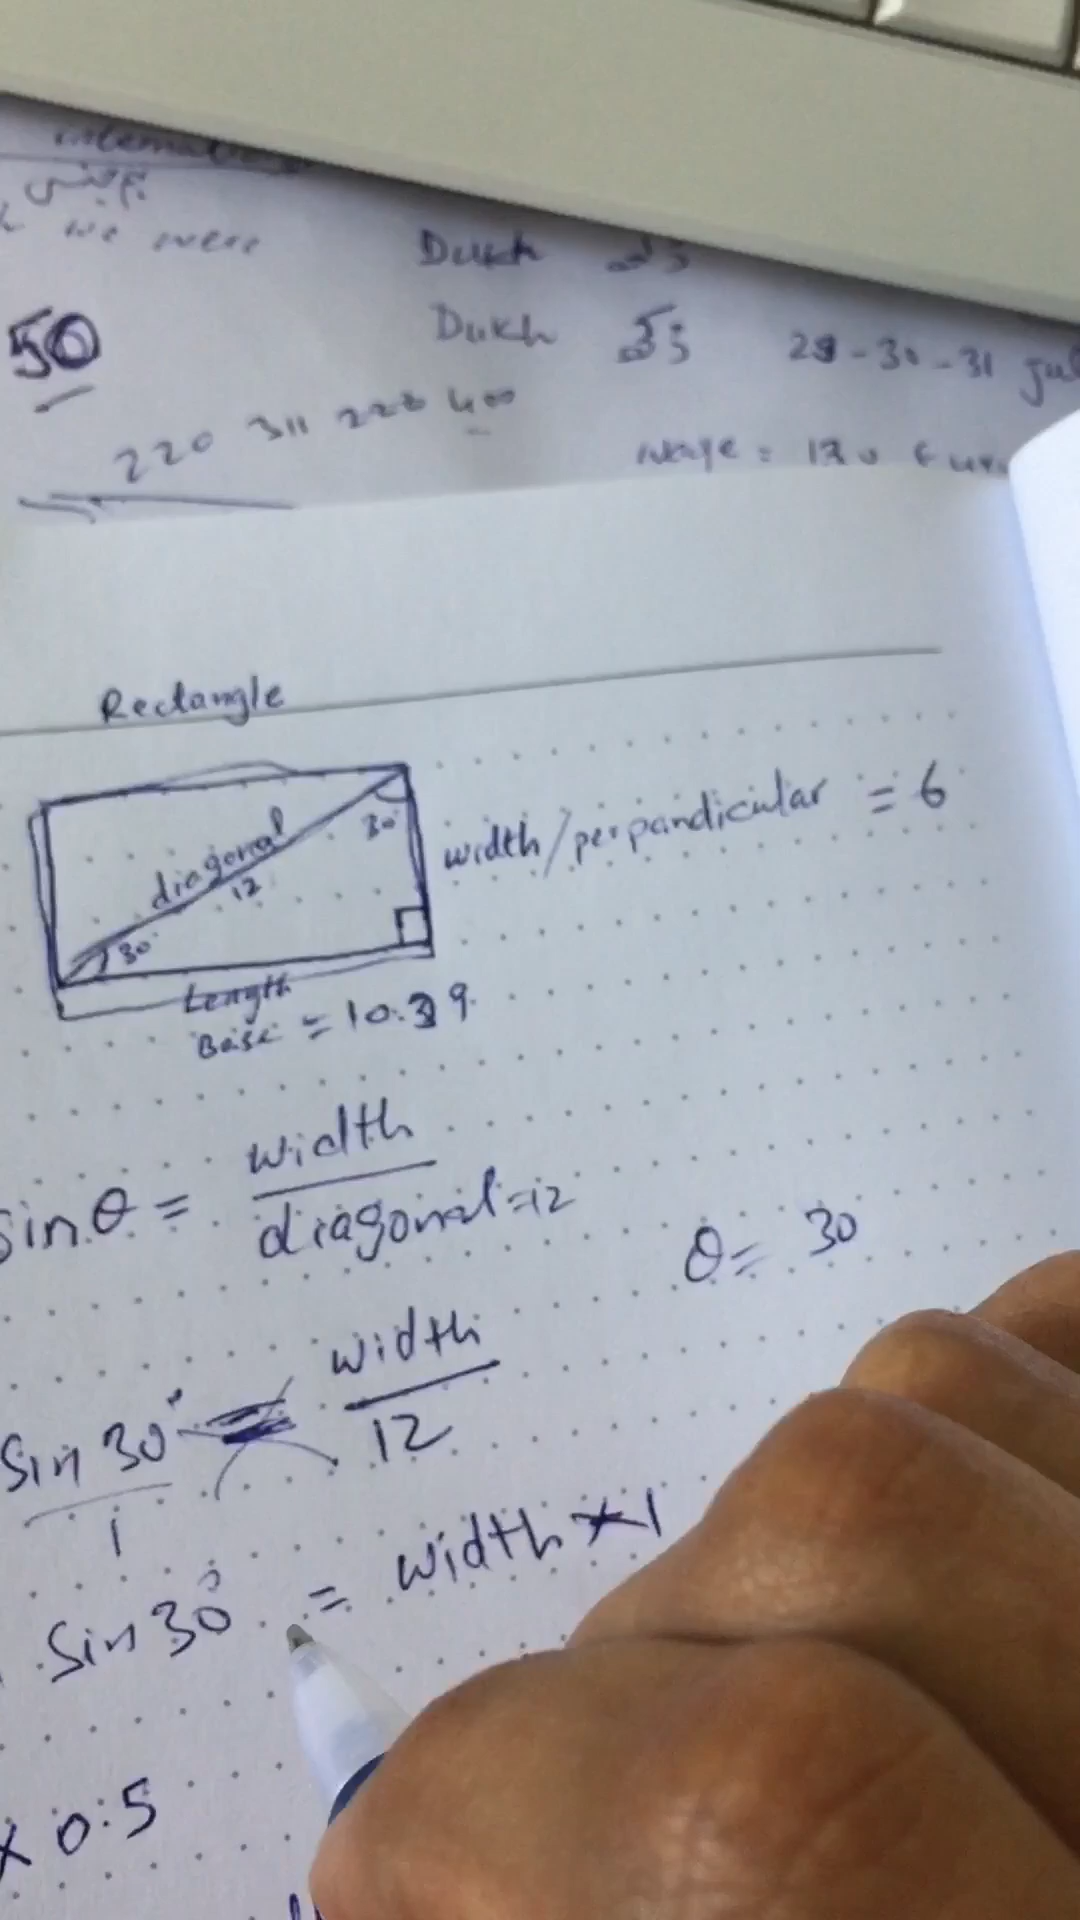 we were
Dukh
50
Dukh
29-30-31
220 311 220 400
Rectangle
diagonal
12
30°
30°
width/perpandicular = 6
Length
Base = 10.39
sin θ = width
diagonal=12
θ= 30
Sin 30° = width
1
12
Sin 30° = width × 1
× 0.5